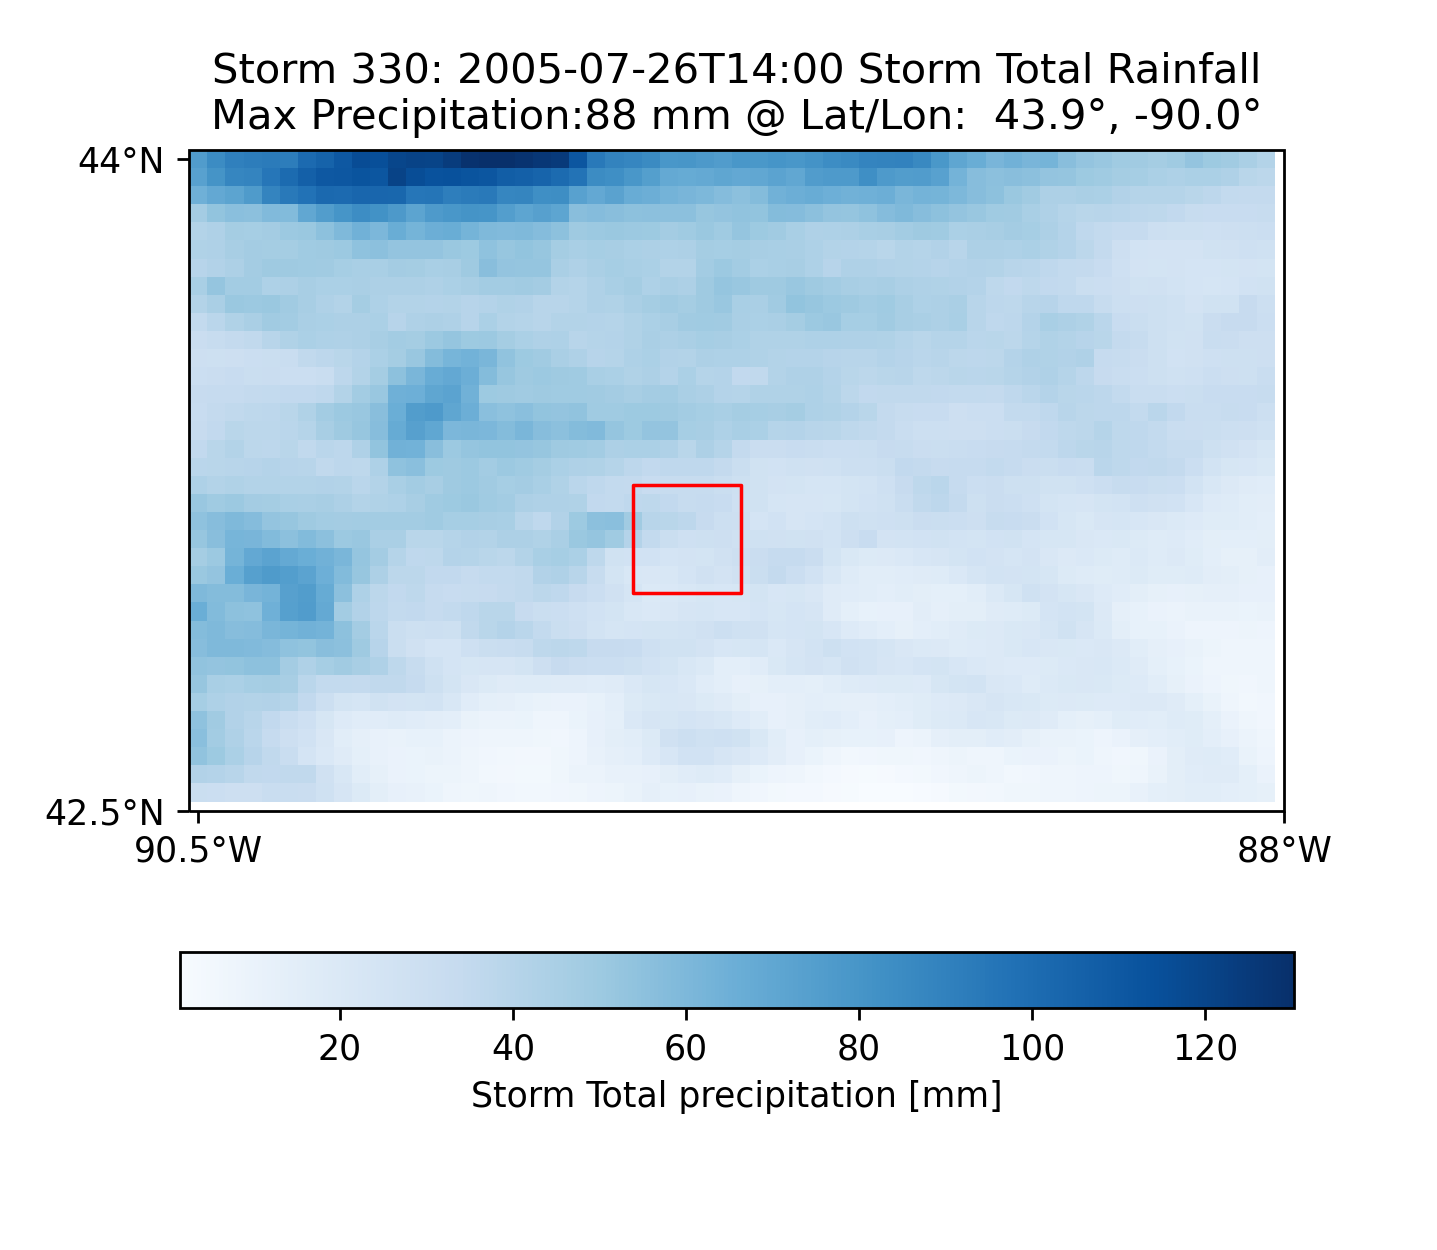 Storm 330: 2005-07-26T14:00 Storm Total Rainfall
Max Precipitation:88 mm @ Lat/Lon:  43.9°, -90.0°
44°N
42.5°N
90.5°W
88°W
20
40
60
80
100
120
Storm Total precipitation [mm]